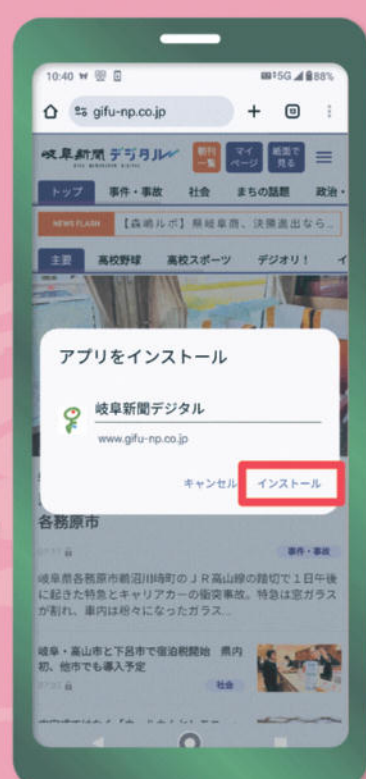 10:40
5G 88%
gifu-np.co.jp
岐阜新聞デジタル
THE GIFU SHIMBUN DIGITAL
朝刊一覧
マイページ
紙面で見る
トップ 事件・事故 社会 まちの話題 政治・
NEWS FLASH 【森嶋ルポ】県岐阜商、決勝進出なら…
主要 高校野球 高校スポーツ デジオリ! イ
アプリをインストール
岐阜新聞デジタル
www.gifu-np.co.jp
キャンセル インストール
各務原市
事件・事故
岐阜県各務原市鵜沼川崎町のJR高山線の踏切で1日午後
に起きた特急とキャリアカーの衝突事故。特急は窓ガラス
が割れ、車内は粉々になったガラス…
岐阜・高山市と下呂市で宿泊税開始 県内
初、他市でも導入予定
社会